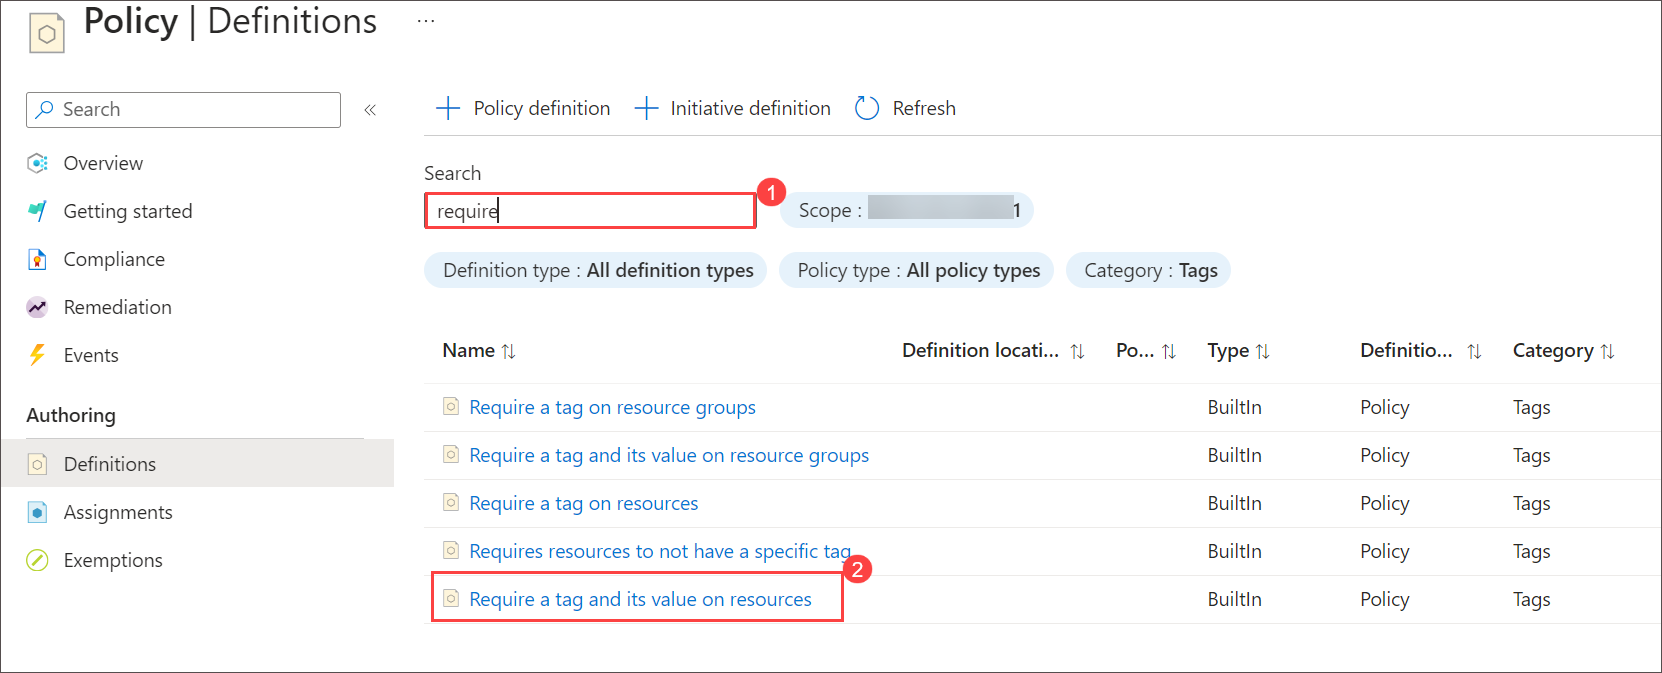 Policy | Definitions ...
Search «
Overview
Getting started
Compliance
Remediation
Events
Authoring
Definitions
Assignments
Exemptions
Policy definition Initiative definition Refresh
Search
require 1 Scope : 1
Definition type : All definition types Policy type : All policy types Category : Tags
Name Definition locati... Po... Type Definitio... Category
Require a tag on resource groups BuiltIn Policy Tags
Require a tag and its value on resource groups BuiltIn Policy Tags
Require a tag on resources BuiltIn Policy Tags
Requires resources to not have a specific tag BuiltIn Policy Tags
2
Require a tag and its value on resources BuiltIn Policy Tags